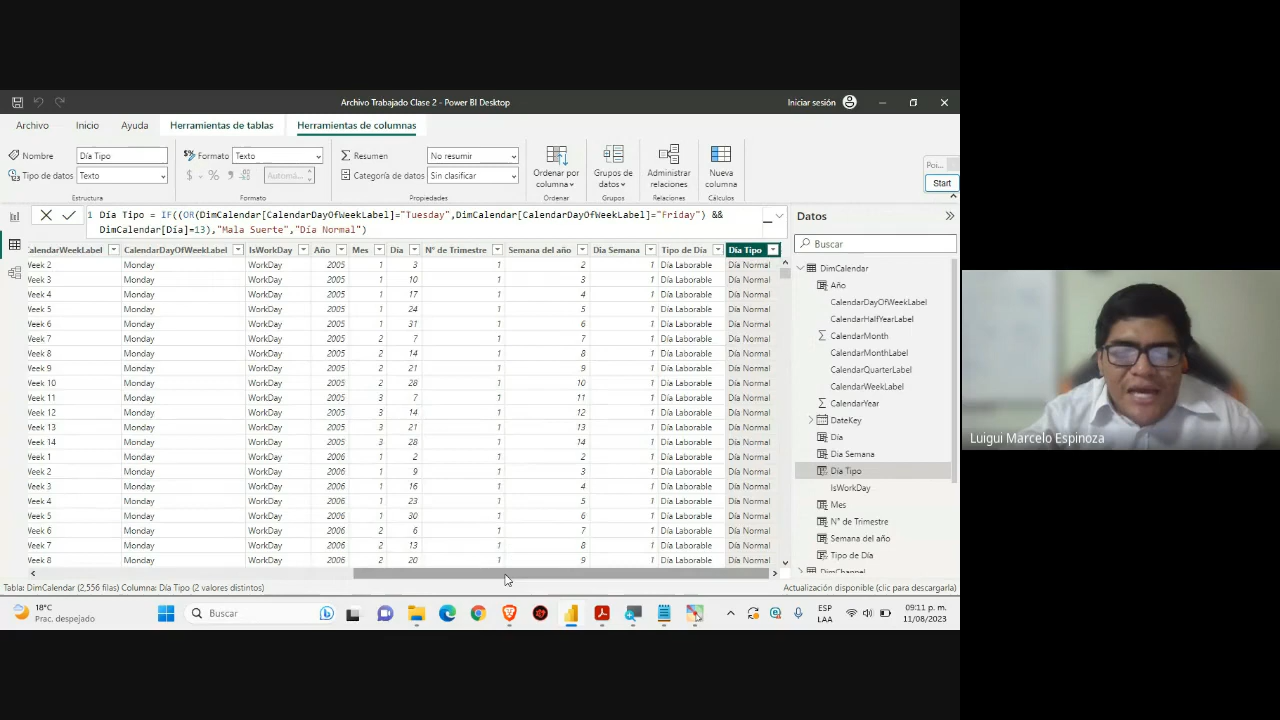 Archivo Trabajado Clase 2 - Power BI Desktop
Iniciar sesión
Archivo Inicio Ayuda Herramientas de tablas Herramientas de columnas
Nombre Día Tipo
Tipo de datos Texto
Estructura
Formato Texto
$ % Automá...
Formato
Resumen No resumir
Categoría de datos Sin clasificar
Propiedades
Ordenar por columna
Ordenar
Grupos de datos
Grupos
Administrar relaciones
Relaciones
Nueva columna
Cálculos
Start
1 Día Tipo = IF((OR(DimCalendar[CalendarDayOfWeekLabel]="Tuesday",DimCalendar[CalendarDayOfWeekLabel]="Friday") &&
DimCalendar[Día]=13),"Mala Suerte","Día Normal")
CalendarWeekLabel CalendarDayOfWeekLabel IsWorkDay Año Mes Día N° de Trimestre Semana del año Dia Semana Tipo de Día Día Tipo
Week 2 Monday WorkDay 2005 1 3 1 2 1 Día Laborable Día Normal
Week 3 Monday WorkDay 2005 1 10 1 3 1 Día Laborable Día Normal
Week 4 Monday WorkDay 2005 1 17 1 4 1 Día Laborable Día Normal
Week 5 Monday WorkDay 2005 1 24 1 5 1 Día Laborable Día Normal
Week 6 Monday WorkDay 2005 1 31 1 6 1 Día Laborable Día Normal
Week 7 Monday WorkDay 2005 2 7 1 7 1 Día Laborable Día Normal
Week 8 Monday WorkDay 2005 2 14 1 8 1 Día Laborable Día Normal
Week 9 Monday WorkDay 2005 2 21 1 9 1 Día Laborable Día Normal
Week 10 Monday WorkDay 2005 2 28 1 10 1 Día Laborable Día Normal
Week 11 Monday WorkDay 2005 3 7 1 11 1 Día Laborable Día Normal
Week 12 Monday WorkDay 2005 3 14 1 12 1 Día Laborable Día Normal
Week 13 Monday WorkDay 2005 3 21 1 13 1 Día Laborable Día Normal
Week 14 Monday WorkDay 2005 3 28 1 14 1 Día Laborable Día Normal
Week 1 Monday WorkDay 2006 1 2 1 2 1 Día Laborable Día Normal
Week 2 Monday WorkDay 2006 1 9 1 3 1 Día Laborable Día Normal
Week 3 Monday WorkDay 2006 1 16 1 4 1 Día Laborable Día Normal
Week 4 Monday WorkDay 2006 1 23 1 5 1 Día Laborable Día Normal
Week 5 Monday WorkDay 2006 1 30 1 6 1 Día Laborable Día Normal
Week 6 Monday WorkDay 2006 2 6 1 7 1 Día Laborable Día Normal
Week 7 Monday WorkDay 2006 2 13 1 8 1 Día Laborable Día Normal
Week 8 Monday WorkDay 2006 2 20 1 9 1 Día Laborable Día Normal
Tabla: DimCalendar (2,556 filas) Columna: Día Tipo (2 valores distintos)
Actualización disponible (clic para descargarla)
Datos
Buscar
DimCalendar
Año
CalendarDayOfWeekLabel
CalendarHalfYearLabel
CalendarMonth
CalendarMonthLabel
CalendarQuarterLabel
CalendarWeekLabel
CalendarYear
DateKey
Día
Dia Semana
Día Tipo
IsWorkDay
Mes
N° de Trimestre
Semana del año
Tipo de Día
DimChannel
Luigui Marcelo Espinoza
18°C
Prac. despejado
Buscar
ESP
LAA
09:11 p. m.
11/08/2023